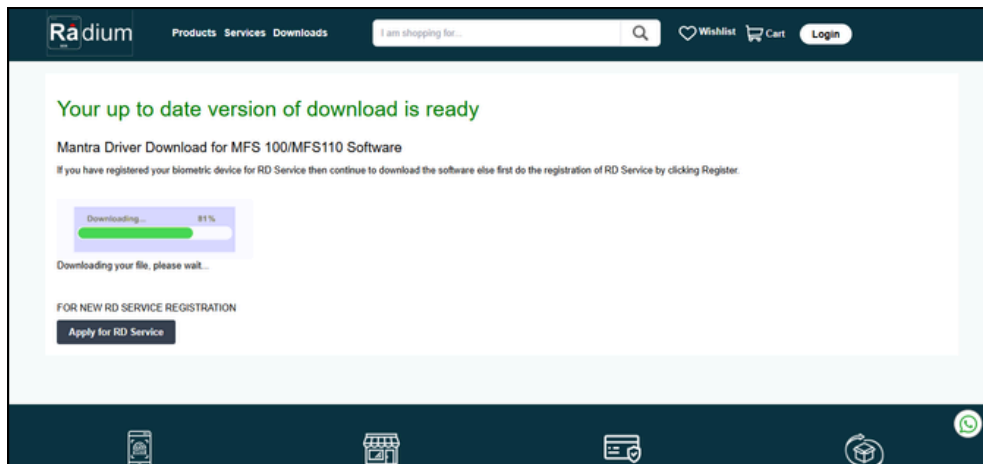 Radium
Products Services Downloads
I am shopping for...
Wishlist
Cart
Login
Your up to date version of download is ready
Mantra Driver Download for MFS 100/MFS110 Software
If you have registered your biometric device for RD Service then continue to download the software else first do the registration of RD Service by clicking Register.
Downloading... 81%
Downloading your file, please wait...
FOR NEW RD SERVICE REGISTRATION
Apply for RD Service